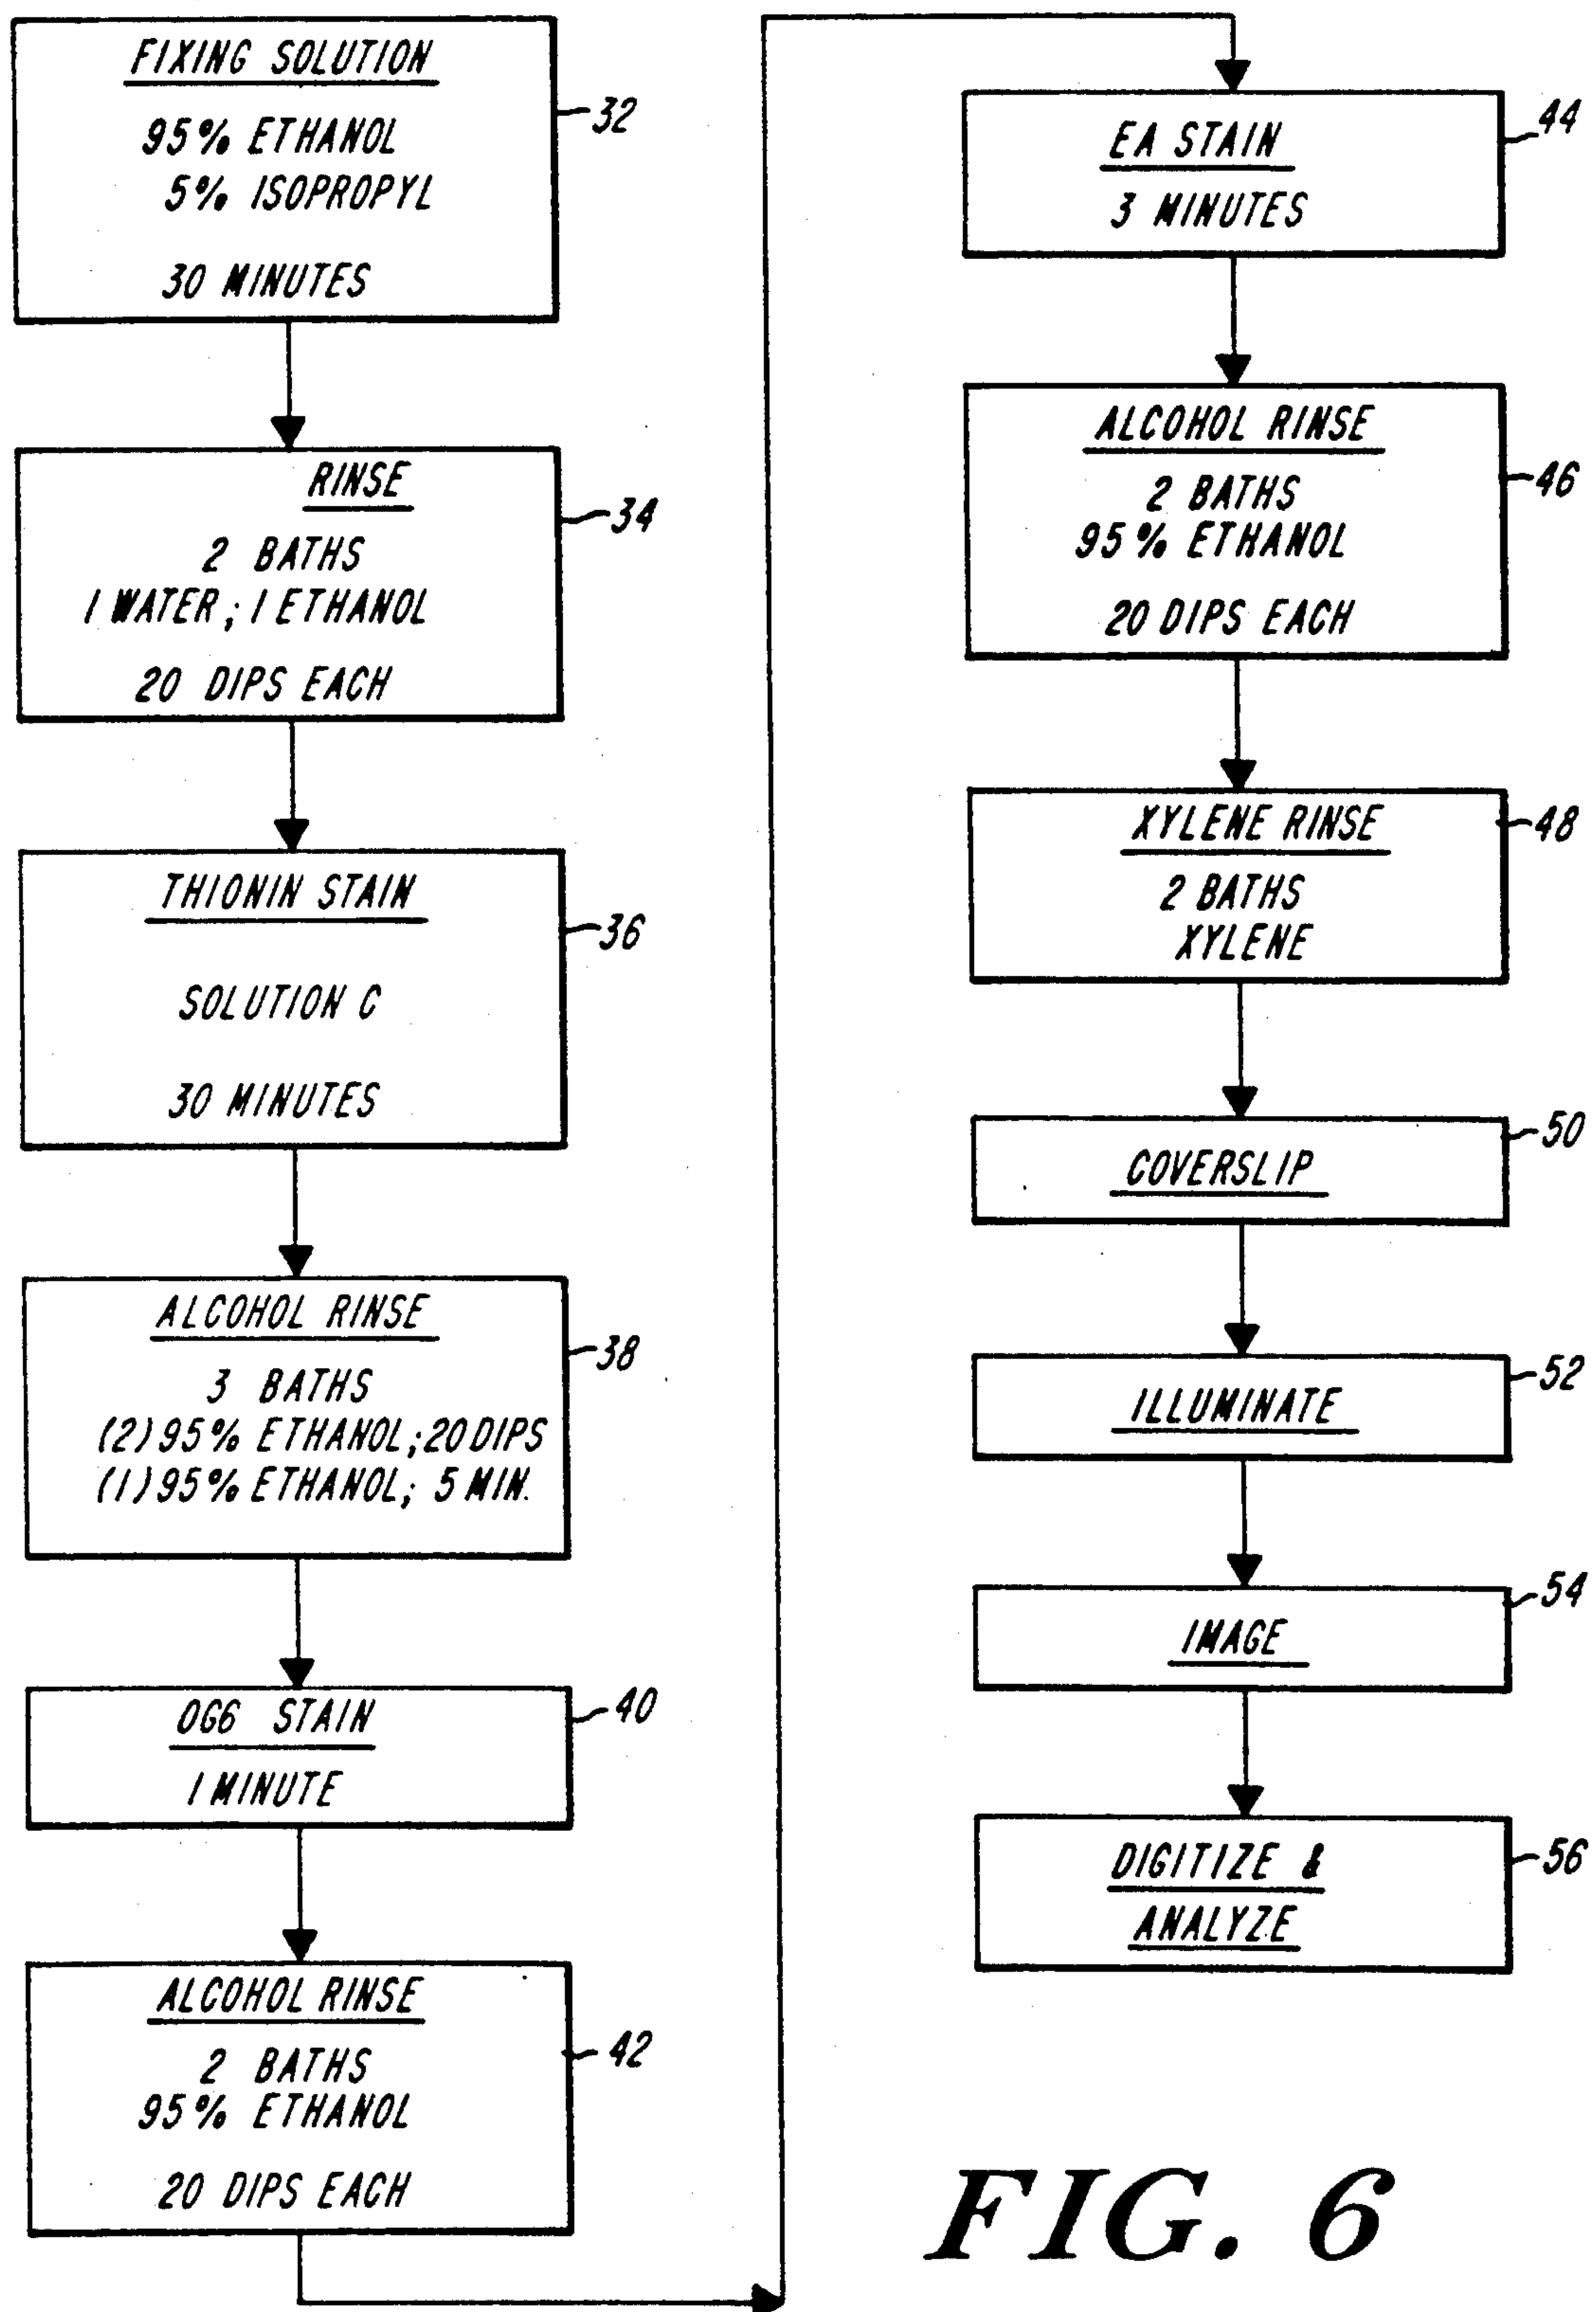 FIXING SOLUTION
95% ETHANOL
5% ISOPROPYL
30 MINUTES
32
RINSE
2 BATHS
1 WATER; 1 ETHANOL
20 DIPS EACH
34
THIONIN STAIN
SOLUTION C
30 MINUTES
36
ALCOHOL RINSE
3 BATHS
(2) 95% ETHANOL; 20 DIPS
(1) 95% ETHANOL; 5 MIN.
38
OG6 STAIN
1 MINUTE
40
ALCOHOL RINSE
2 BATHS
95% ETHANOL
20 DIPS EACH
42
EA STAIN
3 MINUTES
44
ALCOHOL RINSE
2 BATHS
95% ETHANOL
20 DIPS EACH
46
XYLENE RINSE
2 BATHS
XYLENE
48
COVERSLIP
50
ILLUMINATE
52
IMAGE
54
DIGITIZE &
ANALYZE
56
FIG. 6